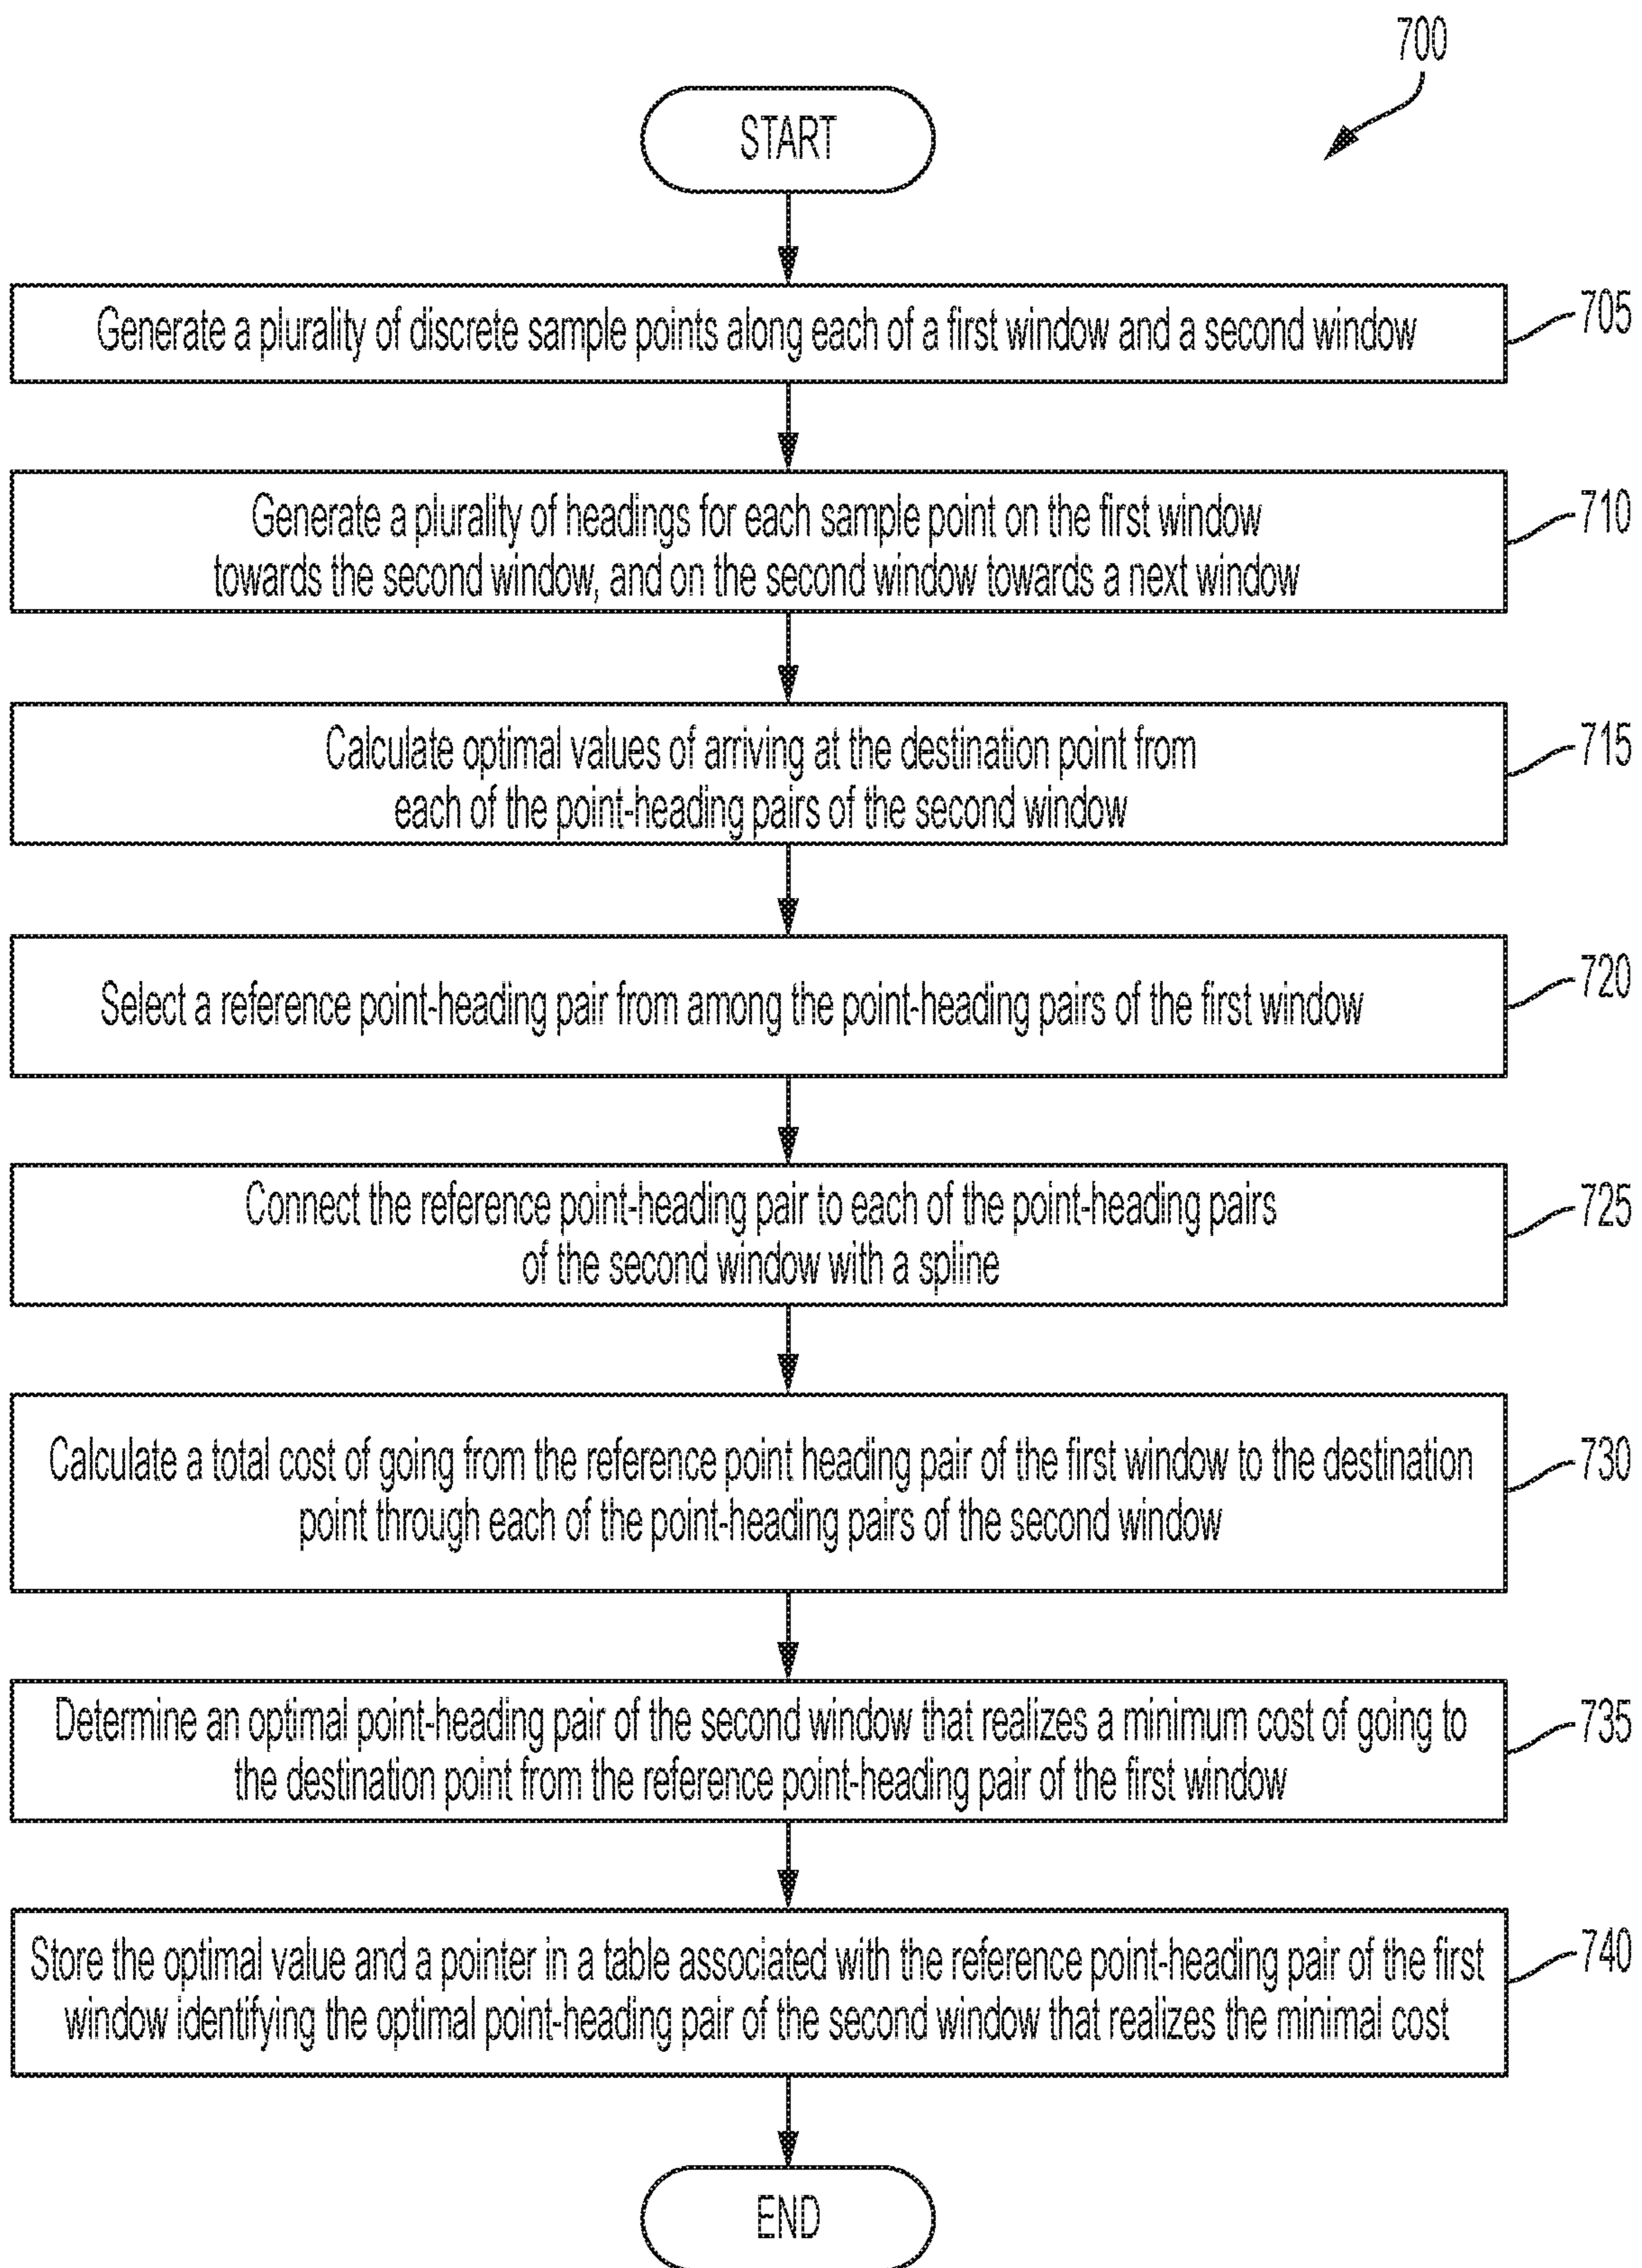 700
START
Generate a plurality of discrete sample points along each of a first window and a second window
705
Generate a plurality of headings for each sample point on the first window
towards the second window, and on the second window towards a next window
710
Calculate optimal values of arriving at the destination point from
each of the point-heading pairs of the second window
715
Select a reference point-heading pair from among the point-heading pairs of the first window
720
Connect the reference point-heading pair to each of the point-heading pairs
of the second window with a spline
725
Calculate a total cost of going from the reference point heading pair of the first window to the destination
point through each of the point-heading pairs of the second window
730
Determine an optimal point-heading pair of the second window that realizes a minimum cost of going to
the destination point from the reference point-heading pair of the first window
735
Store the optimal value and a pointer in a table associated with the reference point-heading pair of the first
window identifying the optimal point-heading pair of the second window that realizes the minimal cost
740
END